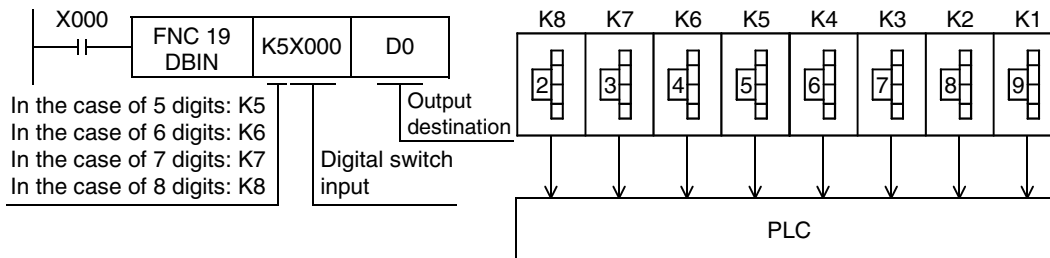 X000
FNC 19
DBIN
K5X000
D0
In the case of 5 digits: K5
In the case of 6 digits: K6
In the case of 7 digits: K7
In the case of 8 digits: K8
Digital switch
input
Output
destination
K8 K7 K6 K5 K4 K3 K2 K1
2 3 4 5 6 7 8 9
PLC